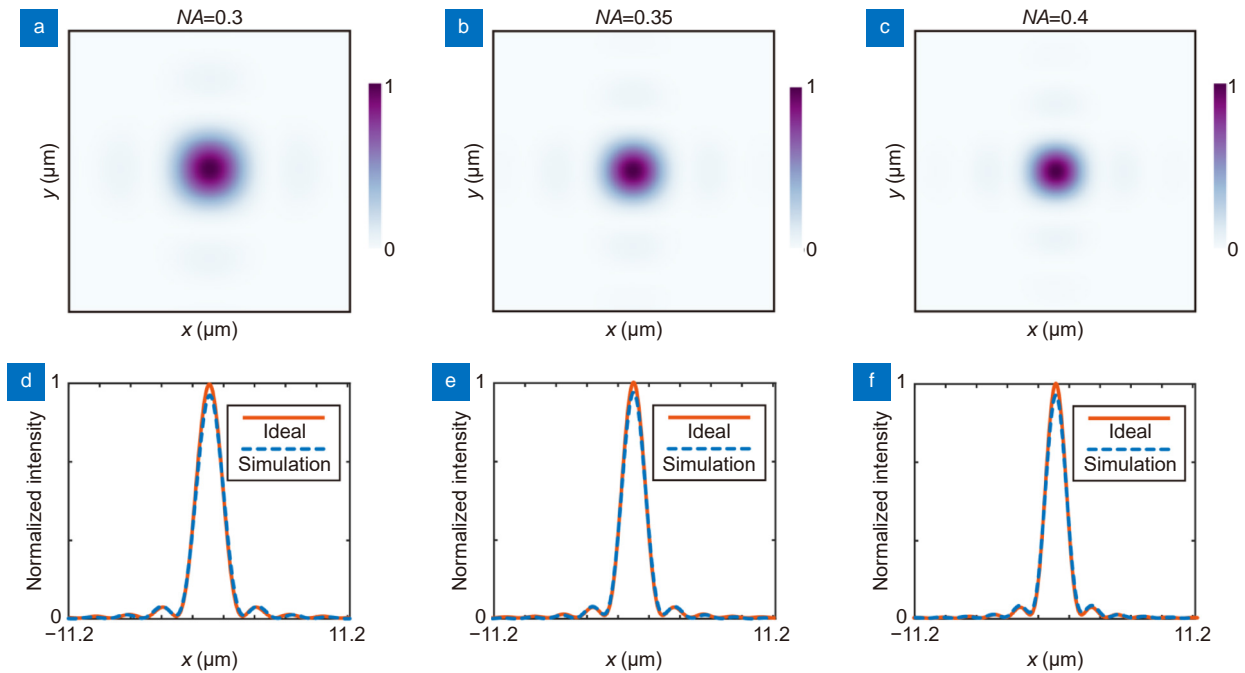 a
NA=0.3
y (μm)
1
0
x (μm)
b
NA=0.35
y (μm)
1
0
x (μm)
c
NA=0.4
y (μm)
1
0
x (μm)
d
Normalized intensity
1
0
Ideal
Simulation
−11.2
11.2
x (μm)
e
Normalized intensity
1
0
Ideal
Simulation
−11.2
11.2
x (μm)
f
Normalized intensity
1
0
Ideal
Simulation
−11.2
11.2
x (μm)